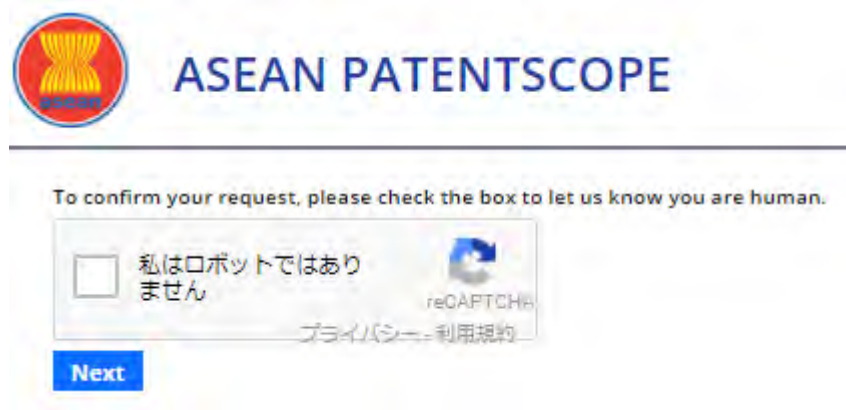 asean
ASEAN PATENTSCOPE
To confirm your request, please check the box to let us know you are human.
私はロボットではあり
ません
reCAPTCHA
プライバシー - 利用規約
Next